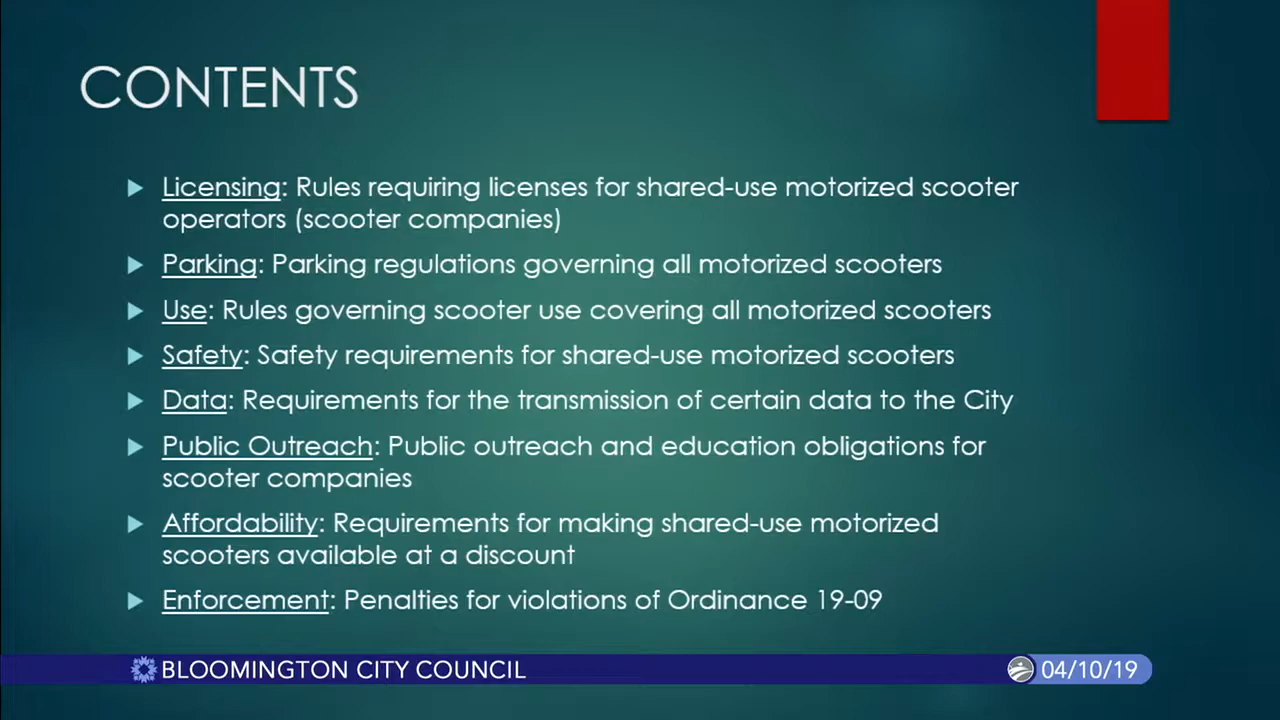 CONTENTS
Licensing: Rules requiring licenses for shared-use motorized scooter
operators (scooter companies)
Parking: Parking regulations governing all motorized scooters
Use: Rules governing scooter use covering all motorized scooters
Safety: Safety requirements for shared-use motorized scooters
Data: Requirements for the transmission of certain data to the City
Public Outreach: Public outreach and education obligations for
scooter companies
Affordability: Requirements for making shared-use motorized
scooters available at a discount
Enforcement: Penalties for violations of Ordinance 19-09
BLOOMINGTON CITY COUNCIL
04/10/19